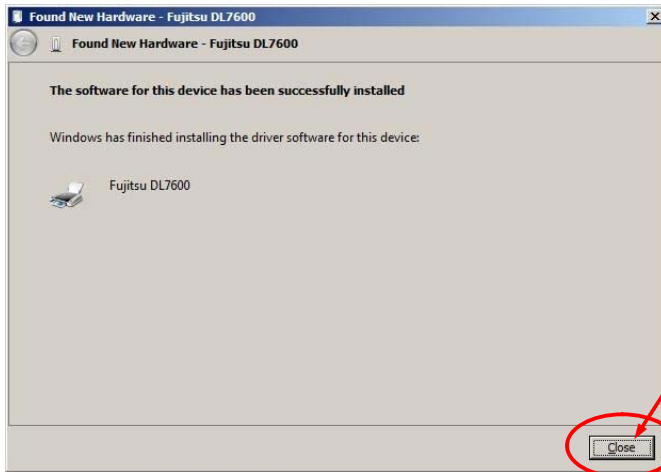 Found New Hardware - Fujitsu DL7600
Found New Hardware - Fujitsu DL7600
The software for this device has been successfully installed
Windows has finished installing the driver software for this device:
Fujitsu DL7600
Close